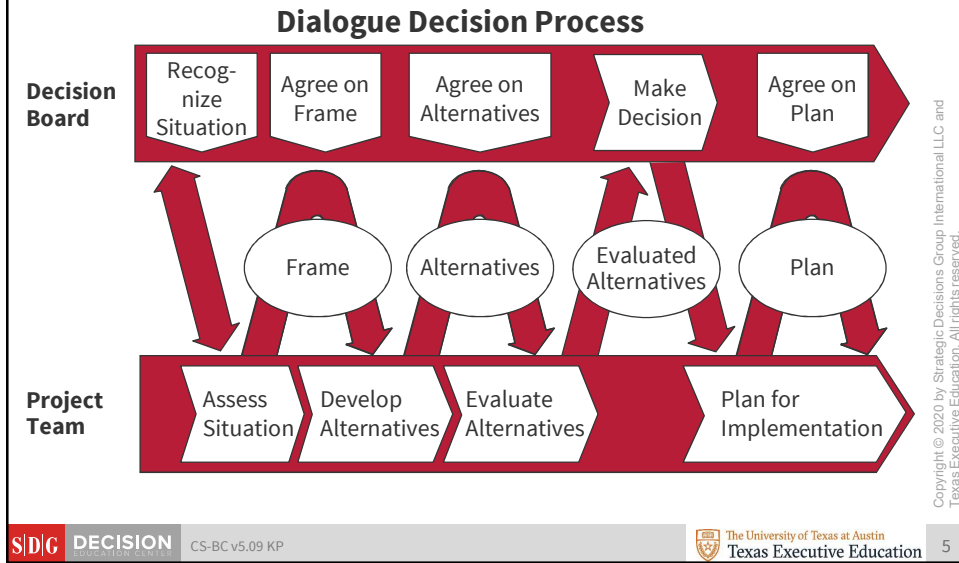 Dialogue Decision Process
Decision
Board
Recog-
nize
Situation
Agree on
Frame
Agree on
Alternatives
Make
Decision
Agree on
Plan
Frame
Alternatives
Evaluated
Alternatives
Plan
Project
Team
Assess
Situation
Develop
Alternatives
Evaluate
Alternatives
Plan for
Implementation
Copyright © 2020 by Strategic Decisions Group International LLC and
Texas Executive Education. All rights reserved.
S|D|G DECISION
EDUCATION CENTER
CS-BC v5.09 KP
The University of Texas at Austin
Texas Executive Education
5